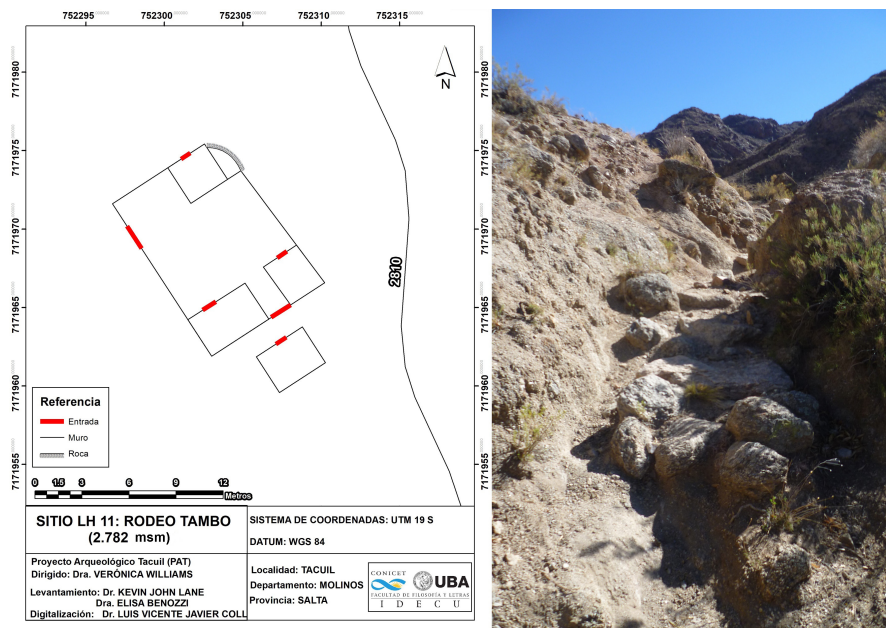 752295 752300 752305 752310 752315
7171980 7171980
N
7171975 7171975
7171970 7171970
2810
7171965 7171965
7171960 7171960
7171955 7171955
Referencia
Entrada
Muro
Roca
0 1.5 3 6 9 12
Metros
SITIO LH 11: RODEO TAMBO
(2.782 msm)
SISTEMA DE COORDENADAS: UTM 19 S
DATUM: WGS 84
Proyecto Arqueológico Tacuil (PAT)
Dirigido: Dra. VERÓNICA WILLIAMS
Levantamiento: Dr. KEVIN JOHN LANE
Dra. ELISA BENOZZI
Digitalización: Dr. LUIS VICENTE JAVIER COLL
Localidad: TACUIL
Departamento: MOLINOS
Provincia: SALTA
CONICET
UBA
FACULTAD DE FILOSOFÍA Y LETRAS
I D E C U